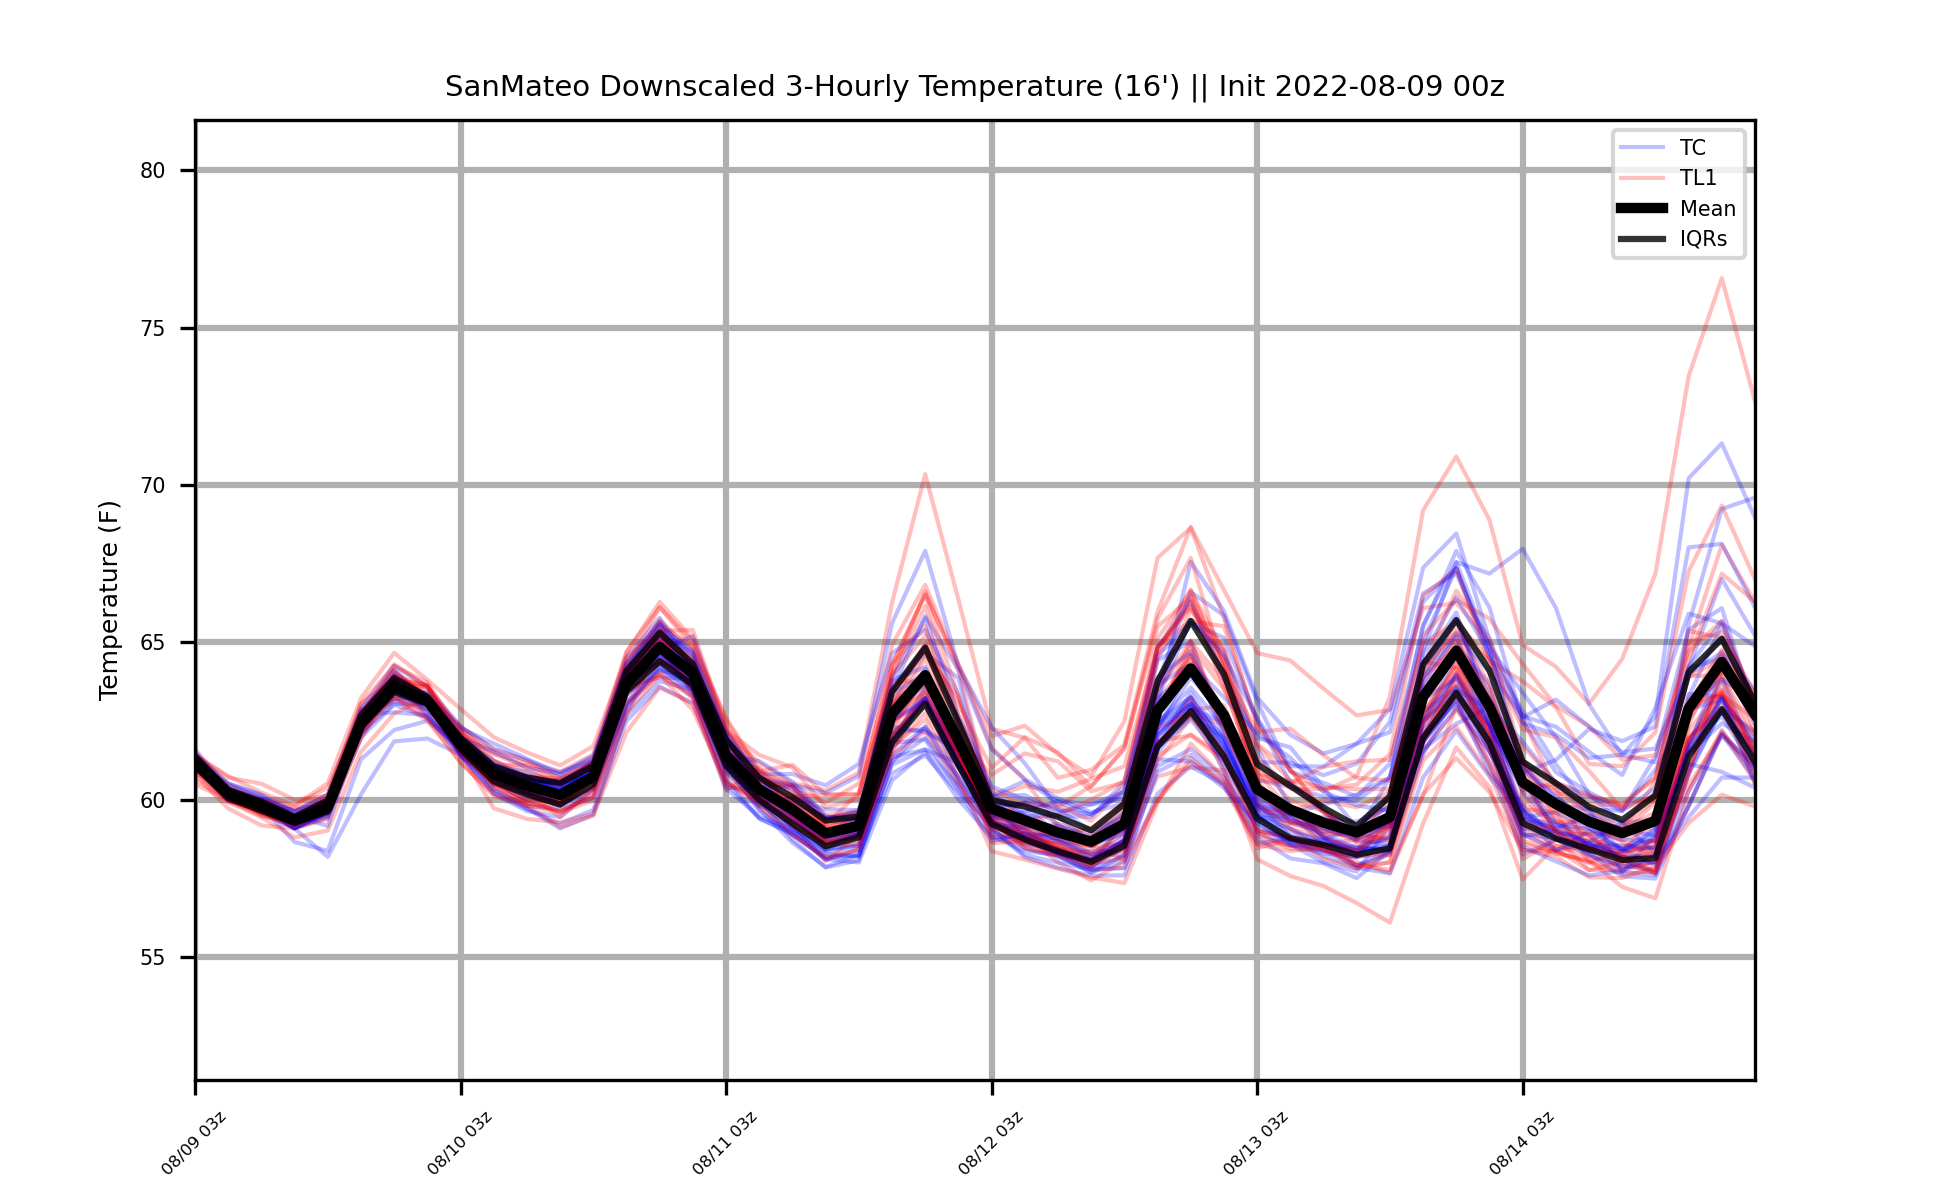 SanMateo Downscaled 3-Hourly Temperature (16') || Init 2022-08-09 00z
TC
TL1
Mean
IQRs
Temperature (F)
80
75
70
65
60
55
08/09 03z
08/10 03z
08/11 03z
08/12 03z
08/13 03z
08/14 03z